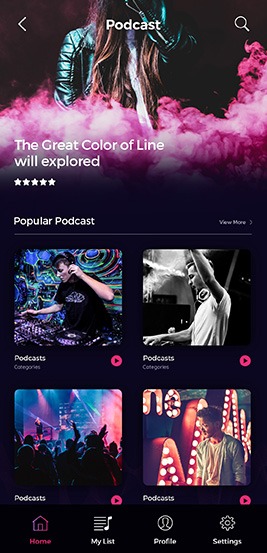 Podcast
The Great Color of Line
will explored
Popular Podcast
View More
Podcasts
Categories
Podcasts
Categories
Podcasts
Podcasts
Home
My List
Profile
Settings